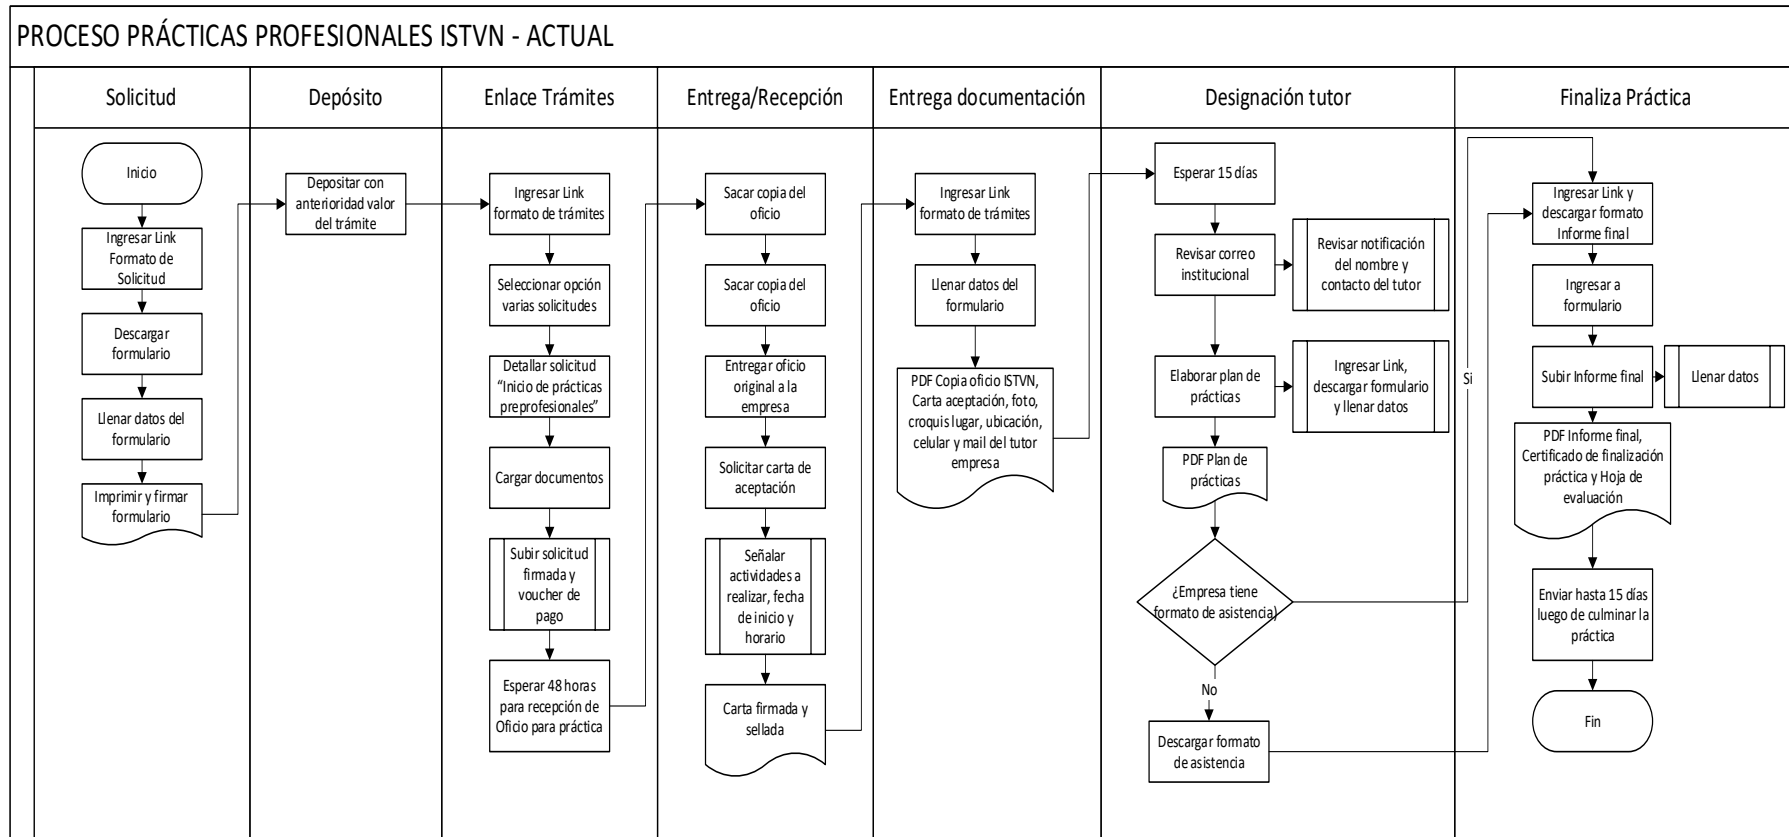 PROCESO PRÁCTICAS PROFESIONALES ISTVN - ACTUAL
Solicitud
Depósito
Enlace Trámites
Entrega/Recepción
Entrega documentación
Designación tutor
Finaliza Práctica
Inicio
Ingresar Link
Formato de
Solicitud
Descargar
formulario
Llenar datos del
formulario
Imprimir y firmar
formulario
Depositar con
anterioridad valor
del trámite
Ingresar Link
formato de trámites
Seleccionar opción
varias solicitudes
Detallar solicitud
“Inicio de prácticas
preprofesionales”
Cargar documentos
Subir solicitud
firmada y
voucher de
pago
Esperar 48 horas
para recepción de
Oficio para práctica
Sacar copia del
oficio
Sacar copia del
oficio
Entregar oficio
original a la
empresa
Solicitar carta de
aceptación
Señalar
actividades a
realizar, fecha
de inicio y
horario
Carta firmada y
sellada
Ingresar Link
formato de trámites
Llenar datos del
formulario
PDF Copia oficio ISTVN,
Carta aceptación, foto,
croquis lugar, ubicación,
celular y mail del tutor
empresa
Esperar 15 días
Revisar correo
institucional
Revisar notificación
del nombre y
contacto del tutor
Elaborar plan de
prácticas
Ingresar Link,
descargar formulario
y llenar datos
PDF Plan de
prácticas
¿Empresa tiene
formato de asistencia)
Si
No
Descargar formato
de asistencia
Ingresar Link y
descargar formato
Informe final
Ingresar a
formulario
Subir Informe final
Llenar datos
PDF Informe final,
Certificado de finalización
práctica y Hoja de
evaluación
Enviar hasta 15 días
luego de culminar la
práctica
Fin